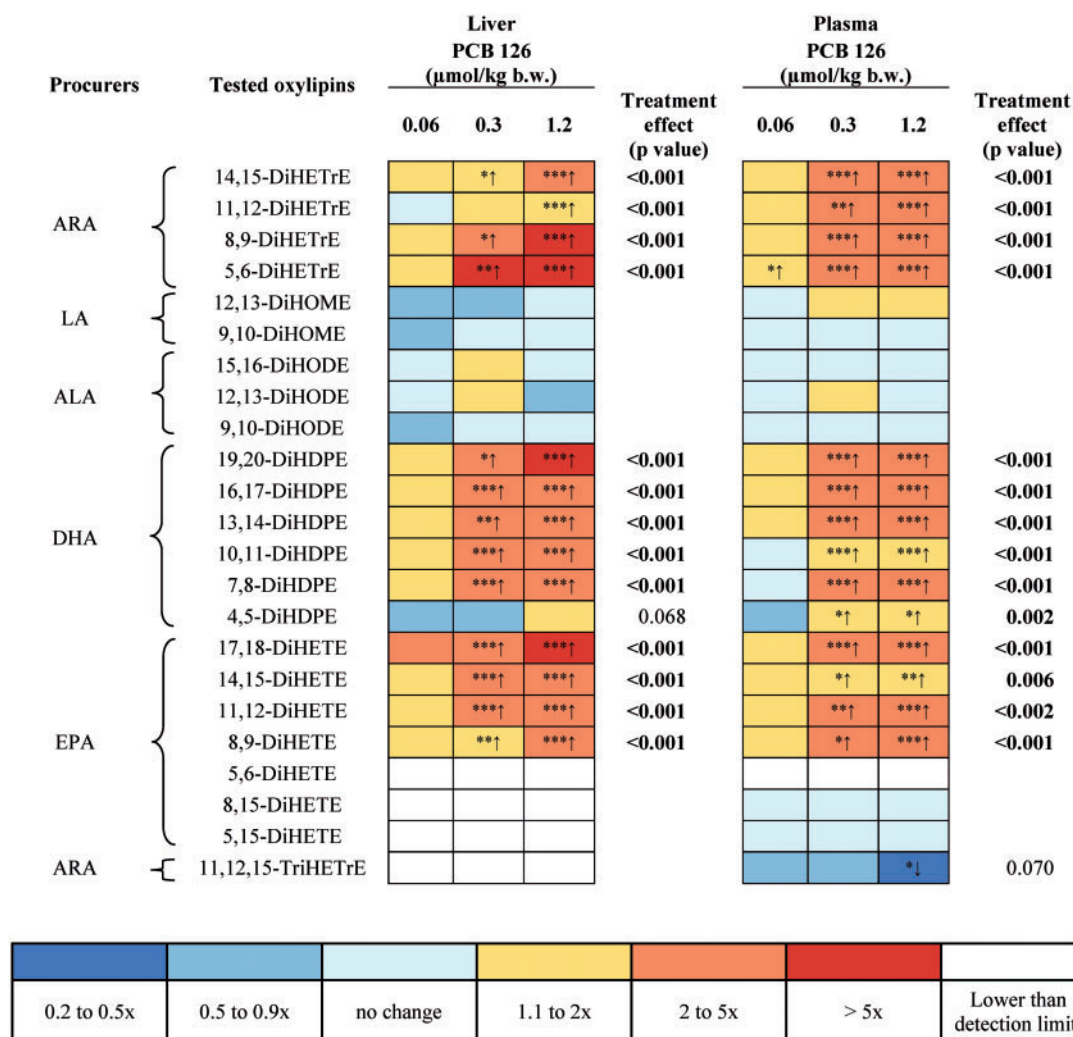 Liver
PCB 126
(µmol/kg b.w.)
Plasma
PCB 126
(µmol/kg b.w.)
Procurers Tested oxylipins 0.06 0.3 1.2 Treatment effect (p value) 0.06 0.3 1.2 Treatment effect (p value)
ARA
14,15-DiHETrE *↑ ***↑ <0.001 ***↑ ***↑ <0.001
11,12-DiHETrE ***↑ <0.001 **↑ ***↑ <0.001
8,9-DiHETrE *↑ ***↑ <0.001 ***↑ ***↑ <0.001
5,6-DiHETrE **↑ ***↑ <0.001 *↑ ***↑ ***↑ <0.001
LA
12,13-DiHOME
9,10-DiHOME
ALA
15,16-DiHODE
12,13-DiHODE
9,10-DiHODE
DHA
19,20-DiHDPE *↑ ***↑ <0.001 ***↑ ***↑ <0.001
16,17-DiHDPE ***↑ ***↑ <0.001 ***↑ ***↑ <0.001
13,14-DiHDPE **↑ ***↑ <0.001 ***↑ ***↑ <0.001
10,11-DiHDPE ***↑ ***↑ <0.001 ***↑ ***↑ <0.001
7,8-DiHDPE ***↑ ***↑ <0.001 ***↑ ***↑ <0.001
4,5-DiHDPE 0.068 *↑ *↑ 0.002
EPA
17,18-DiHETE ***↑ ***↑ <0.001 ***↑ ***↑ <0.001
14,15-DiHETE ***↑ ***↑ <0.001 *↑ **↑ 0.006
11,12-DiHETE ***↑ ***↑ <0.001 **↑ ***↑ <0.002
8,9-DiHETE **↑ ***↑ <0.001 *↑ ***↑ <0.001
5,6-DiHETE
8,15-DiHETE
5,15-DiHETE
ARA
11,12,15-TriHETrE *↓ 0.070
0.2 to 0.5x 0.5 to 0.9x no change 1.1 to 2x 2 to 5x > 5x Lower than detection limit